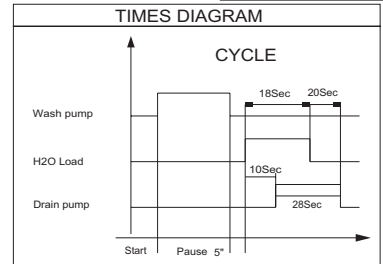 TIMES DIAGRAM
CYCLE
18Sec 20Sec
Wash pump
H2O Load
10Sec
Drain pump
28Sec
Start Pause 5"